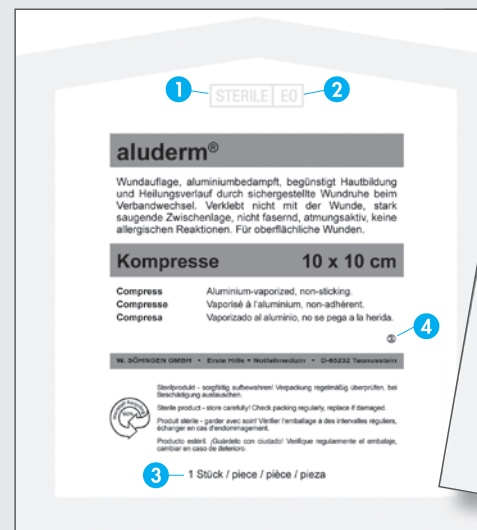 1 STERILE EO 2
aluderm®
Wundauflage, aluminiumbedampft, begünstigt Hautbildung
und Heilungsverlauf durch sichergestellte Wundruhe beim
Verbandwechsel. Verklebt nicht mit der Wunde, stark
saugende Zwischenlage, nicht fasernd, atmungsaktiv, keine
allergischen Reaktionen. Für oberflächliche Wunden.
Kompresse 10 x 10 cm
Compress Aluminium-vaporized, non-sticking.
Compresse Vaporisé à l'aluminium, non-adhérent.
Compresa Vaporizado al aluminio, no se pega a la herida.
4
W. SÖHNGEN GMBH • Erste Hilfe • Notfallmedizin • D-65232 Taunusstein
Sterilprodukt - sorgfältig aufbewahren! Verpackung regelmäßig überprüfen, bei
Beschädigung austauschen.
Sterile product - store carefully! Check packing regularly, replace if damaged.
Produit stérile - garder avec soin! Vérifier l'emballage à des intervalles réguliers,
échanger en cas d'endommagement.
Producto estéril. ¡Guárdelo con ciudado! Verifique regularmente el embalaje,
cambiar en caso de deterioro.
3 1 Stück / piece / pièce / pieza